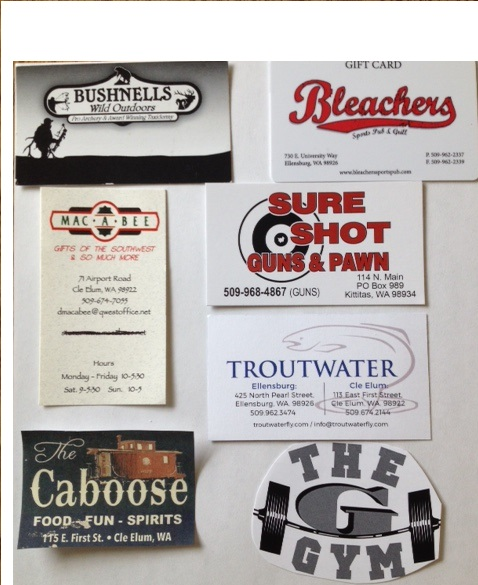 BUSHNELLS
Wild Outdoors
Pro Archery & Award Winning Taxidermy
GIFT CARD
Bleachers
Sports Pub & Grill
730 E. University Way
Ellensburg, WA 98926
P. 509-962-2337
F. 509-962-2339
www.bleacherssportspub.com
MAC·A·BEE
GIFTS OF THE SOUTHWEST
& SO MUCH MORE
71 Airport Road
Cle Elum, WA 98922
509-674-7055
dmacabee@qwestoffice.net
Hours
Monday - Friday 10-5:30
Sat. 9-5:30 Sun. 10-5
SURE
SHOT
GUNS & PAWN
509-968-4867 (GUNS)
114 N. Main
PO Box 989
Kittitas, WA 98934
TROUTWATER
Ellensburg:
425 North Pearl Street.
Ellensburg, WA. 98926
509.962.3474
Cle Elum
113 East First Street
Cle Elum, WA. 98922
509.674.2144
troutwaterfly.com / info@troutwaterfly.com
The
Caboose
FOOD - FUN - SPIRITS
115 E. First St. • Cle Elum, WA
THE
G
GYM